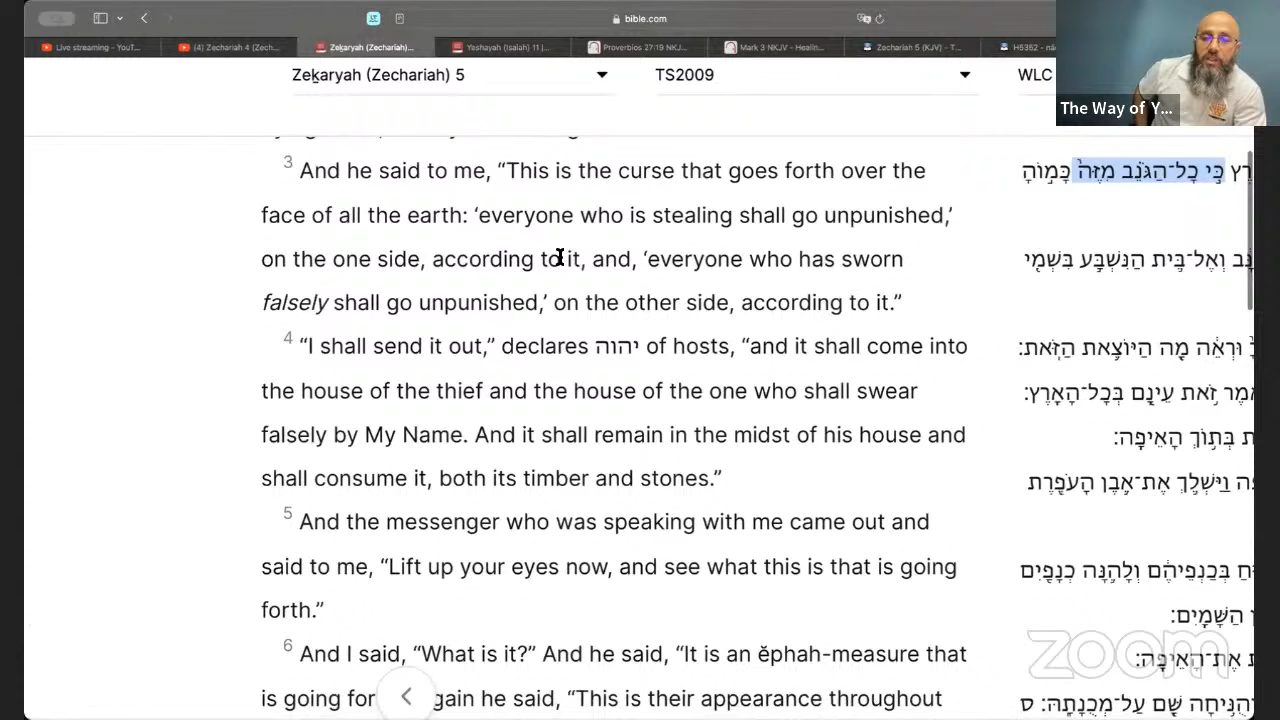 bible.com
Live streaming - YouT...
(4) Zechariah 4 (Zech...
Zeḵaryah (Zechariah)...
Yashayah (Isaiah) 11 |...
Proverbios 27:19 NKJ...
Mark 3 NKJV - Healin...
Zechariah 5 (KJV) - T...
H5352 - nā
Zeḵaryah (Zechariah) 5
TS2009
WLC
The Way of Y...
3 And he said to me, “This is the curse that goes forth over the
face of all the earth: ‘everyone who is stealing shall go unpunished,’
on the one side, according to it, and, ‘everyone who has sworn
falsely shall go unpunished,’ on the other side, according to it.”
4 “I shall send it out,” declares יהוה of hosts, “and it shall come into
the house of the thief and the house of the one who shall swear
falsely by My Name. And it shall remain in the midst of his house and
shall consume it, both its timber and stones.”
5 And the messenger who was speaking with me came out and
said to me, “Lift up your eyes now, and see what this is that is going
forth.”
6 And I said, “What is it?” And he said, “It is an ĕphah-measure that
is going for gain he said, “This is their appearance throughout
כִּ֣י כָל־הַגֹּנֵ֗ב מִזֶּה֙ כָּמ֣וֹהָ
וְאֶל־בֵּ֛ית הַנִּשְׁבָּ֥ע בִּשְׁמִ֖י
וּרְאֵ֔ה מָ֖ה הַיּוֹצֵ֥את הַזֹּֽאת׃
זֹ֥את עֵינָ֖ם בְּכָל־הָאָֽרֶץ׃
בְּת֥וֹךְ הָאֵיפָֽה׃
וַיַּשְׁלֵ֛ךְ אֶת־אֶ֥בֶן הָעֹפֶ֖רֶת
בְּכַנְפֵיהֶ֔ם וְלָהֵ֥נָּה כְנָפַ֖יִם
הַשָּׁמָֽיִם׃
אֶת־הָאֵיפָֽה׃
שָּׁ֖ם עַל־מְכֻנָתָֽהּ׃ ס
zoom